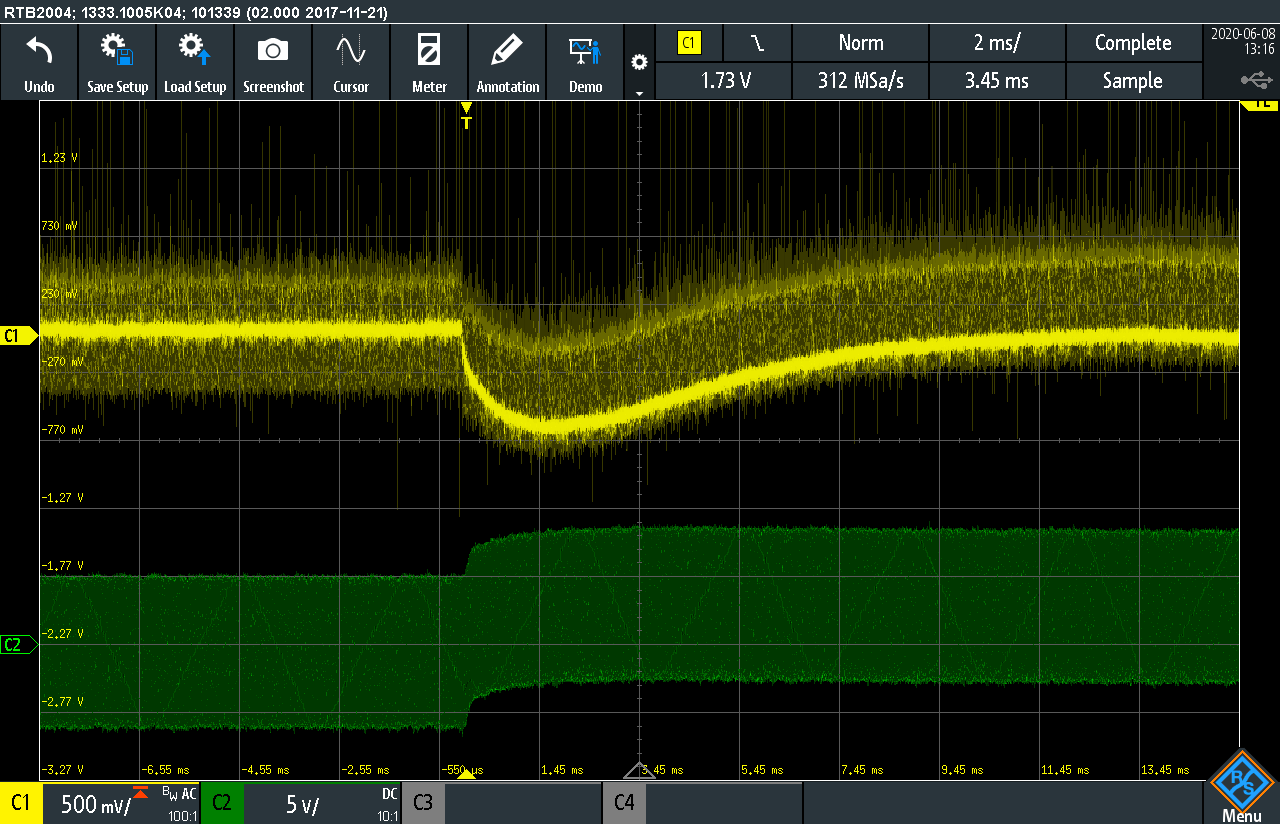 RTB2004; 1333.1005K04; 101339 (02.000 2017-11-21)
Undo
Save Setup
Load Setup
Screenshot
Cursor
Meter
Annotation
Demo
C1
Norm
2 ms/
Complete
1.73 V
312 MSa/s
3.45 ms
Sample
2020-06-08
13:16
T
TL
1.23 V
730 mV
230 mV
C1
-270 mV
-770 mV
-1.27 V
-1.77 V
-2.27 V
C2
-2.77 V
-3.27 V
-6.55 ms
-4.55 ms
-2.55 ms
-550 µs
1.45 ms
3.45 ms
5.45 ms
7.45 ms
9.45 ms
11.45 ms
13.45 ms
C1
500 mV/
BW AC
100:1
C2
5 V/
DC
10:1
C3
C4
R S
Menu